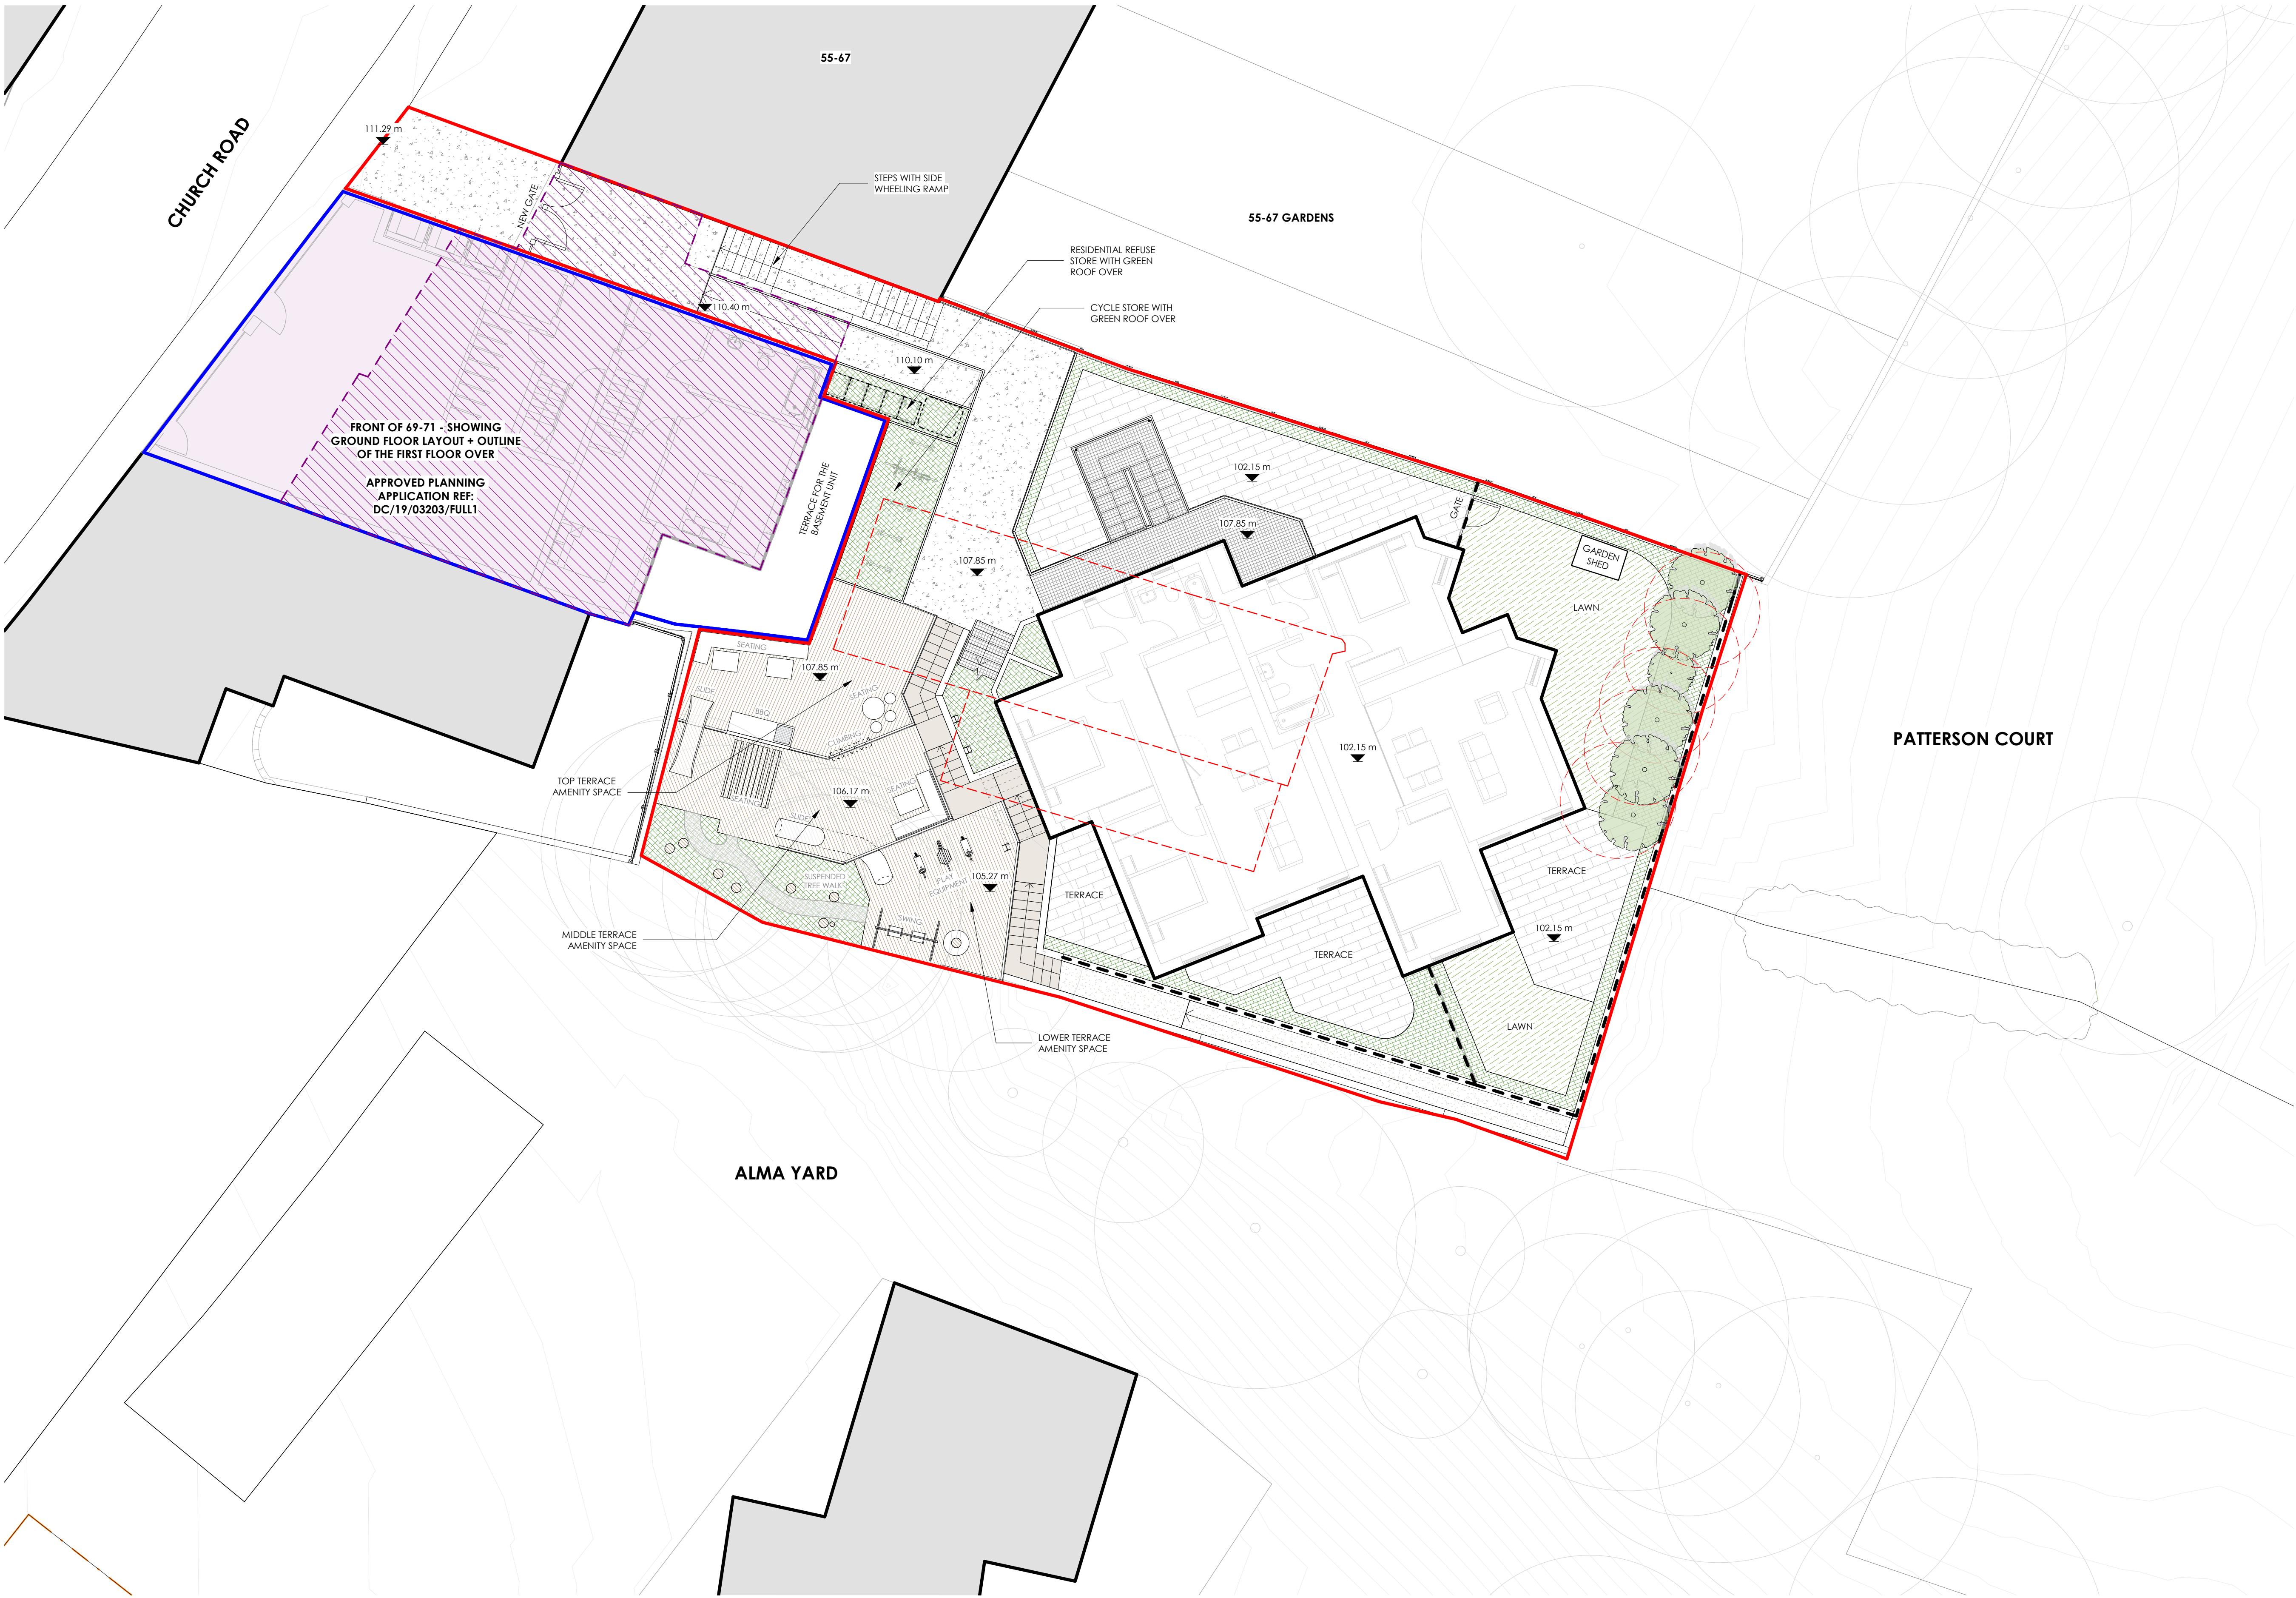 55-67
111.29 m
CHURCH ROAD
NEW GATE
STEPS WITH SIDE
WHEELING RAMP
55-67 GARDENS
RESIDENTIAL REFUSE
STORE WITH GREEN
ROOF OVER
CYCLE STORE WITH
GREEN ROOF OVER
110.40 m
110.10 m
FRONT OF 69-71 - SHOWING
GROUND FLOOR LAYOUT + OUTLINE
OF THE FIRST FLOOR OVER
APPROVED PLANNING
APPLICATION REF:
DC/19/03203/FULL1
TERRACE FOR THE
BASEMENT UNIT
102.15 m
GATE
107.85 m
107.85 m
GARDEN
SHED
LAWN
SEATING
107.85 m
SLIDE
SEATING
BBQ
CLIMBING
PATTERSON COURT
102.15 m
TOP TERRACE
AMENITY SPACE
106.17 m
SEATING
SEATING
SLIDE
SUSPENDED
TREE WALK
PLAY
EQUIPMENT
105.27 m
TERRACE
TERRACE
SWING
MIDDLE TERRACE
AMENITY SPACE
102.15 m
TERRACE
LAWN
LOWER TERRACE
AMENITY SPACE
ALMA YARD